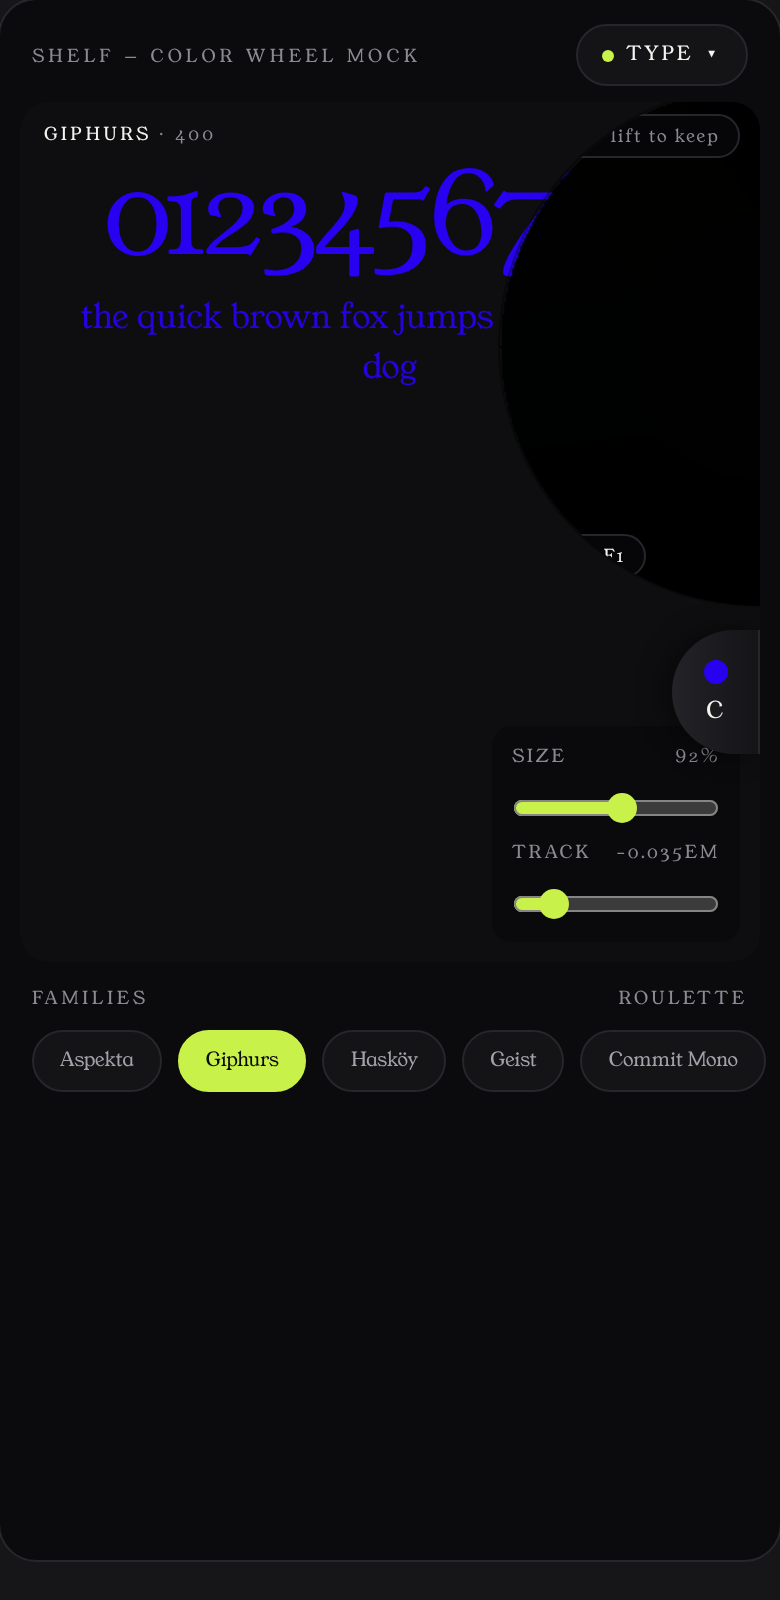 SHELF – COLOR WHEEL MOCK
TYPE ▾
GIPHURS · 400
lift to keep
01234567
the quick brown fox jumps
dog
F1
C
SIZE 92%
TRACK -0.035EM
FAMILIES ROULETTE
Aspekta Giphurs Hasköy Geist Commit Mono